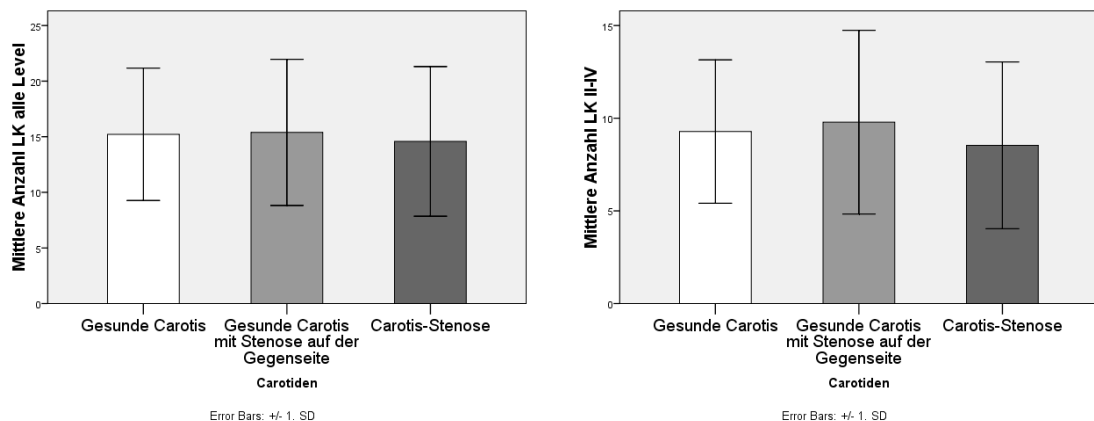 Mittlere Anzahl LK alle Level
25
20
15
10
5
0
Gesunde Carotis
Gesunde Carotis
mit Stenose auf der
Gegenseite
Carotis-Stenose
Carotiden
Error Bars: +/- 1. SD
Mittlere Anzahl LK II-IV
15
10
5
0
Gesunde Carotis
Gesunde Carotis
mit Stenose auf der
Gegenseite
Carotis-Stenose
Carotiden
Error Bars: +/- 1. SD